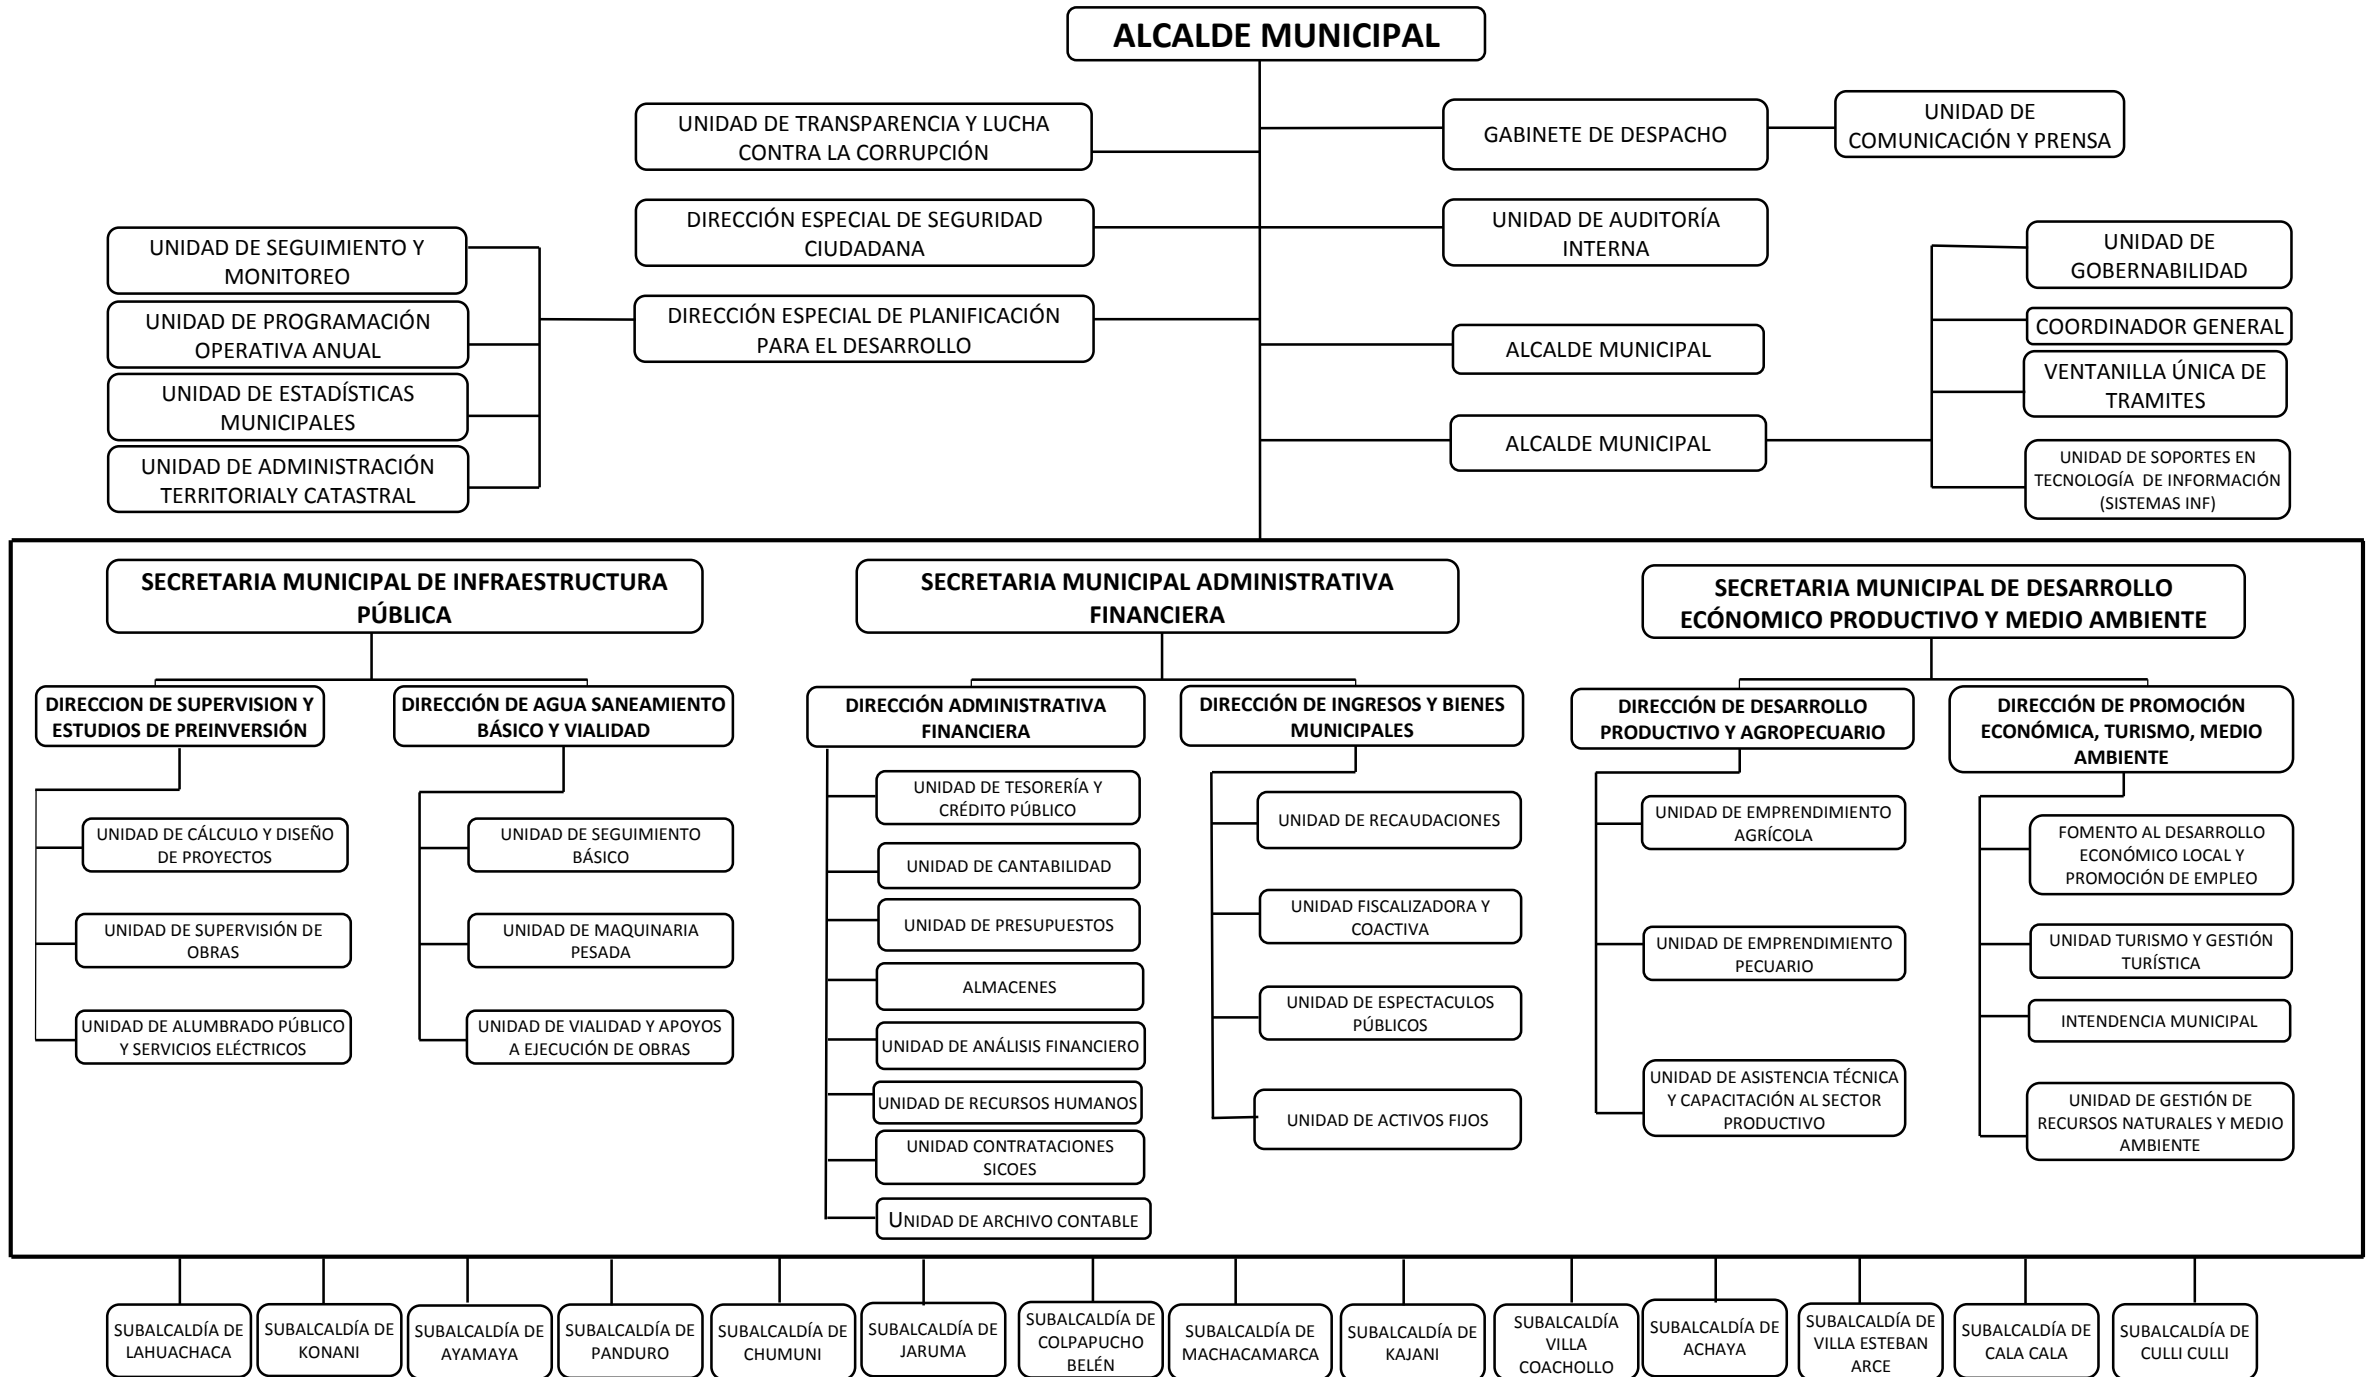 ALCALDE MUNICIPAL
UNIDAD DE TRANSPARENCIA Y LUCHA
CONTRA LA CORRUPCIÓN
GABINETE DE DESPACHO
UNIDAD DE
COMUNICACIÓN Y PRENSA
DIRECCIÓN ESPECIAL DE SEGURIDAD
CIUDADANA
UNIDAD DE AUDITORÍA
INTERNA
DIRECCIÓN ESPECIAL DE PLANIFICACIÓN
PARA EL DESARROLLO
UNIDAD DE SEGUIMIENTO Y
MONITOREO
UNIDAD DE PROGRAMACIÓN
OPERATIVA ANUAL
UNIDAD DE ESTADÍSTICAS
MUNICIPALES
UNIDAD DE ADMINISTRACIÓN
TERRITORIALY CATASTRAL
ALCALDE MUNICIPAL
ALCALDE MUNICIPAL
UNIDAD DE
GOBERNABILIDAD
COORDINADOR GENERAL
VENTANILLA ÚNICA DE
TRAMITES
UNIDAD DE SOPORTES EN
TECNOLOGÍA DE INFORMACIÓN
(SISTEMAS INF)
SECRETARIA MUNICIPAL DE INFRAESTRUCTURA
PÚBLICA
DIRECCION DE SUPERVISION Y
ESTUDIOS DE PREINVERSIÓN
UNIDAD DE CÁLCULO Y DISEÑO
DE PROYECTOS
UNIDAD DE SUPERVISIÓN DE
OBRAS
UNIDAD DE ALUMBRADO PÚBLICO
Y SERVICIOS ELÉCTRICOS
DIRECCIÓN DE AGUA SANEAMIENTO
BÁSICO Y VIALIDAD
UNIDAD DE SEGUIMIENTO
BÁSICO
UNIDAD DE MAQUINARIA
PESADA
UNIDAD DE VIALIDAD Y APOYOS
A EJECUCIÓN DE OBRAS
SECRETARIA MUNICIPAL ADMINISTRATIVA
FINANCIERA
DIRECCIÓN ADMINISTRATIVA
FINANCIERA
UNIDAD DE TESORERÍA Y
CRÉDITO PÚBLICO
UNIDAD DE CANTABILIDAD
UNIDAD DE PRESUPUESTOS
ALMACENES
UNIDAD DE ANÁLISIS FINANCIERO
UNIDAD DE RECURSOS HUMANOS
UNIDAD CONTRATACIONES
SICOES
UNIDAD DE ARCHIVO CONTABLE
DIRECCIÓN DE INGRESOS Y BIENES
MUNICIPALES
UNIDAD DE RECAUDACIONES
UNIDAD FISCALIZADORA Y
COACTIVA
UNIDAD DE ESPECTACULOS
PÚBLICOS
UNIDAD DE ACTIVOS FIJOS
SECRETARIA MUNICIPAL DE DESARROLLO
ECÓNOMICO PRODUCTIVO Y MEDIO AMBIENTE
DIRECCIÓN DE DESARROLLO
PRODUCTIVO Y AGROPECUARIO
UNIDAD DE EMPRENDIMIENTO
AGRÍCOLA
UNIDAD DE EMPRENDIMIENTO
PECUARIO
UNIDAD DE ASISTENCIA TÉCNICA
Y CAPACITACIÓN AL SECTOR
PRODUCTIVO
DIRECCIÓN DE PROMOCIÓN
ECONÓMICA, TURISMO, MEDIO
AMBIENTE
FOMENTO AL DESARROLLO
ECONÓMICO LOCAL Y
PROMOCIÓN DE EMPLEO
UNIDAD TURISMO Y GESTIÓN
TURÍSTICA
INTENDENCIA MUNICIPAL
UNIDAD DE GESTIÓN DE
RECURSOS NATURALES Y MEDIO
AMBIENTE
SUBALCALDÍA DE
LAHUACHACA
SUBALCALDÍA DE
KONANI
SUBALCALDÍA DE
AYAMAYA
SUBALCALDÍA DE
PANDURO
SUBALCALDÍA DE
CHUMUNI
SUBALCALDÍA DE
JARUMA
SUBALCALDÍA DE
COLPAPUCHO
BELÉN
SUBALCALDÍA DE
MACHACAMARCA
SUBALCALDÍA DE
KAJANI
SUBALCALDÍA
VILLA
COACHOLLO
SUBALCALDÍA DE
ACHAYA
SUBALCALDÍA DE
VILLA ESTEBAN
ARCE
SUBALCALDÍA DE
CALA CALA
SUBALCALDÍA DE
CULLI CULLI